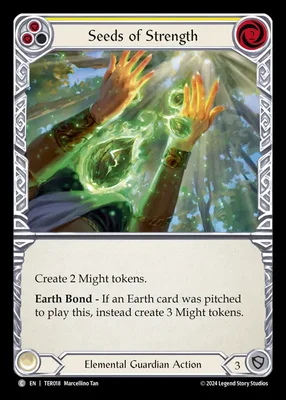 Seeds of Strength
Create 2 Might tokens.
Earth Bond - If an Earth card was pitched
to play this, instead create 3 Might tokens.
Elemental Guardian Action
3
C EN | TER018 Marcellino Tan
© 2024 Legend Story Studios